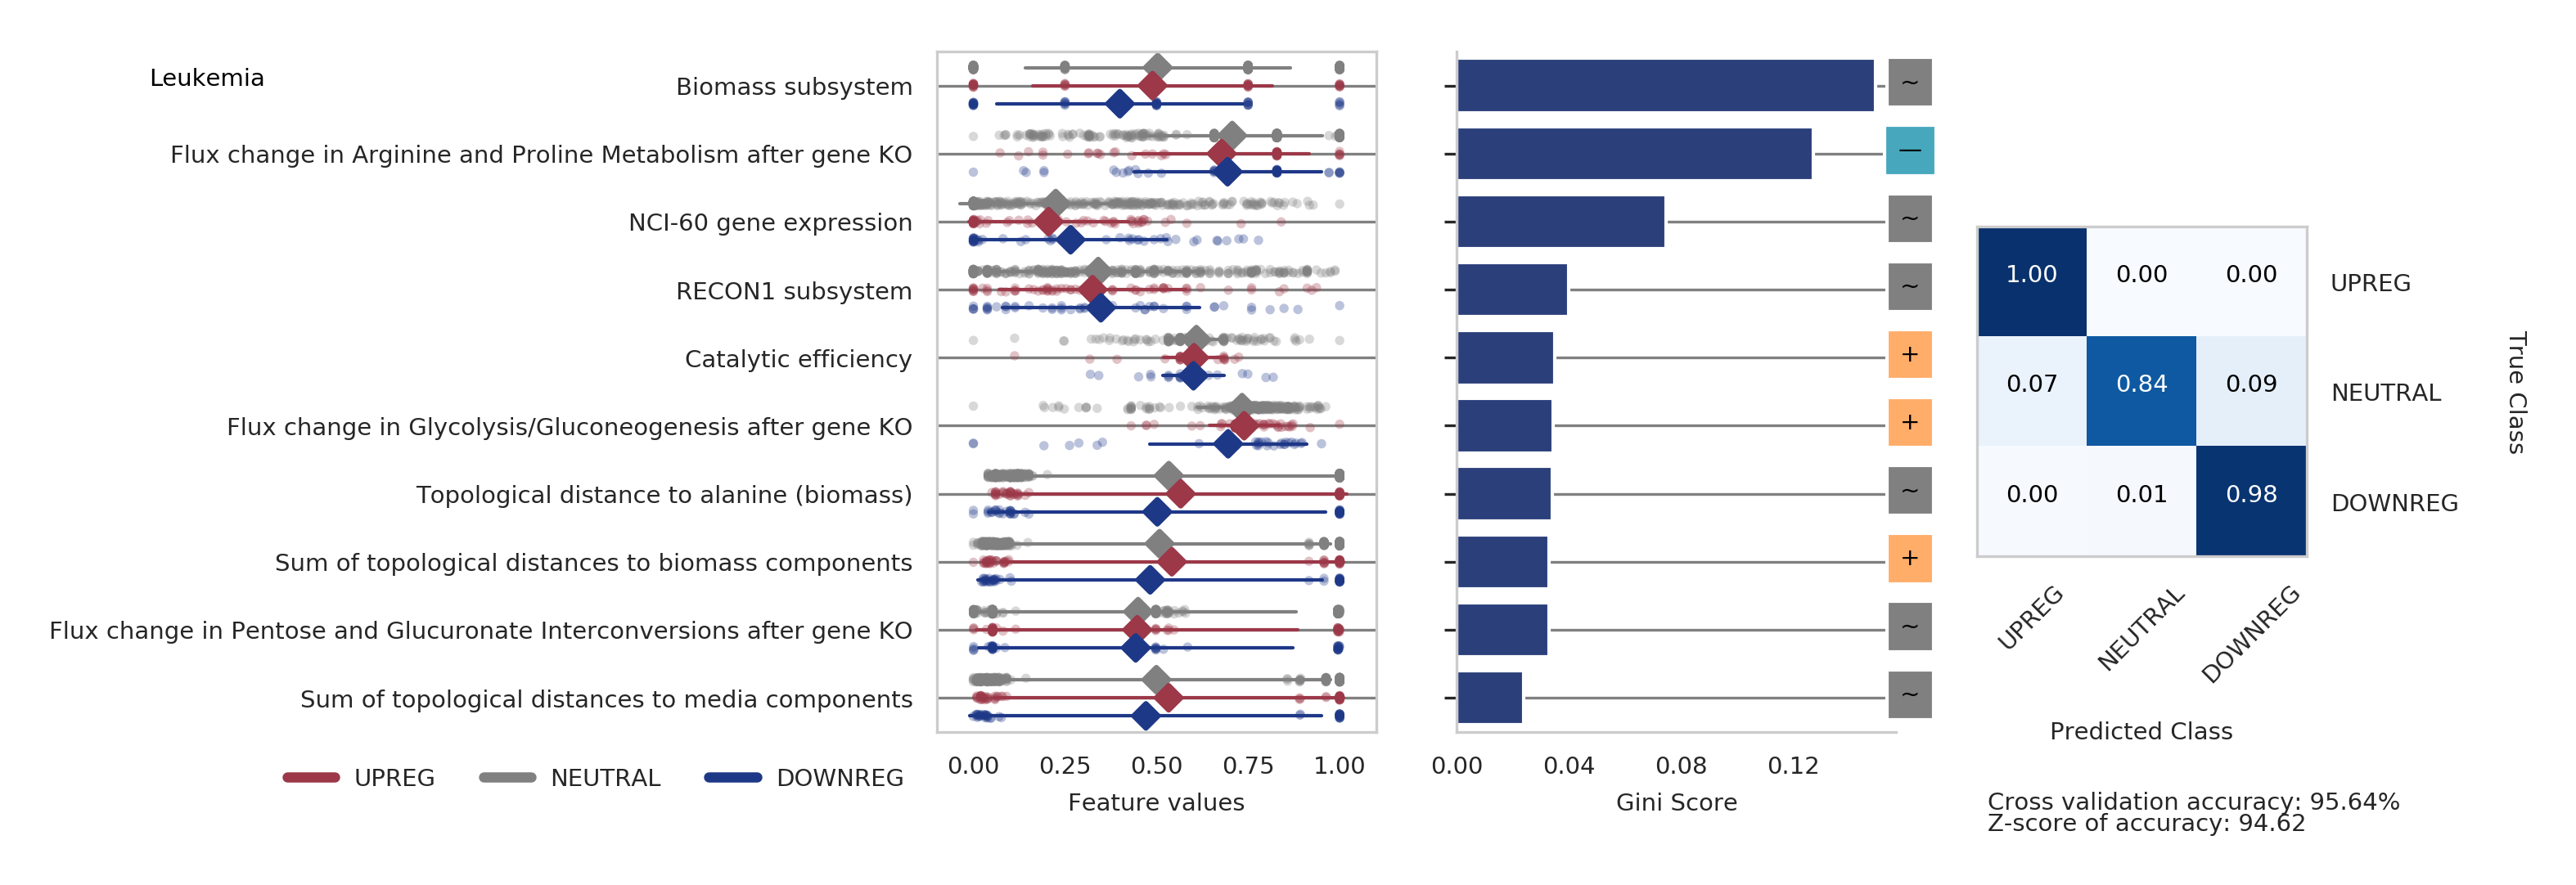 Leukemia
Biomass subsystem
Flux change in Arginine and Proline Metabolism after gene KO
NCI-60 gene expression
RECON1 subsystem
Catalytic efficiency
Flux change in Glycolysis/Gluconeogenesis after gene KO
Topological distance to alanine (biomass)
Sum of topological distances to biomass components
Flux change in Pentose and Glucuronate Interconversions after gene KO
Sum of topological distances to media components
UPREG NEUTRAL DOWNREG
0.00 0.25 0.50 0.75 1.00
Feature values
0.00 0.04 0.08 0.12
Gini Score
~
—
~
~
+
+
~
+
~
~
1.00 0.00 0.00 UPREG
0.07 0.84 0.09 NEUTRAL
0.00 0.01 0.98 DOWNREG
True Class
UPREG NEUTRAL DOWNREG
Predicted Class
Cross validation accuracy: 95.64%
Z-score of accuracy: 94.62